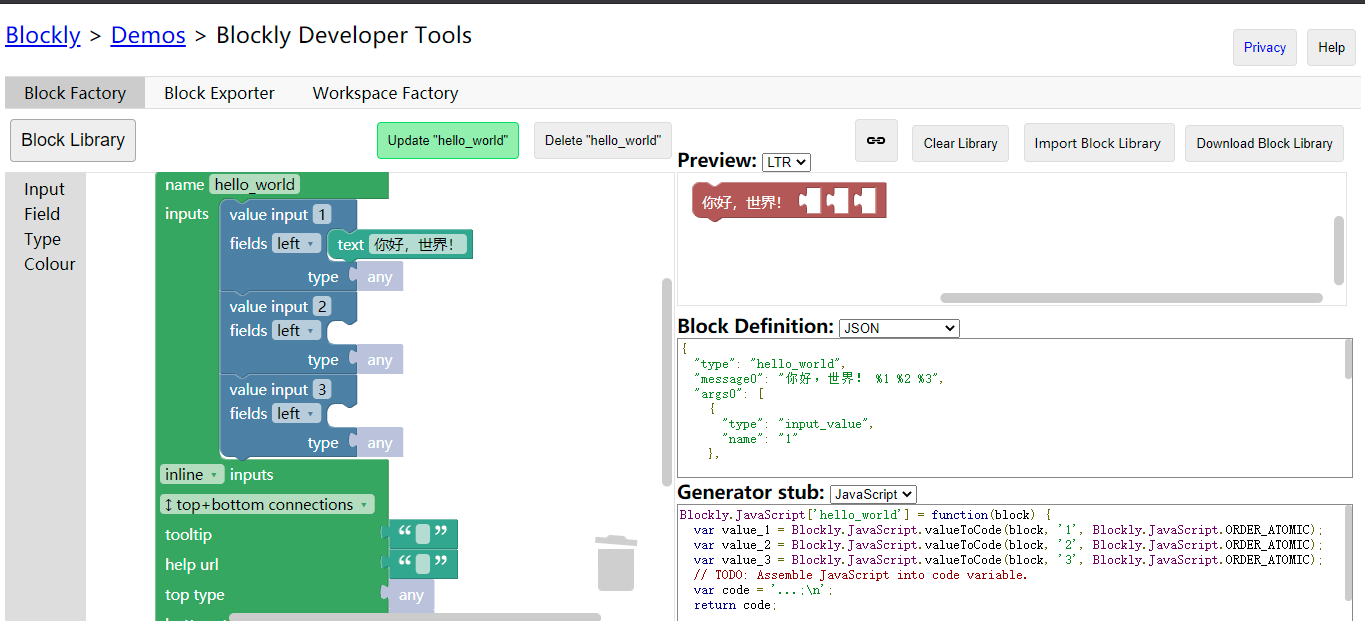 Blockly > Demos > Blockly Developer Tools
Privacy
Help
Block Factory
Block Exporter
Workspace Factory
Block Library
Update "hello_world"
Delete "hello_world"
Clear Library
Import Block Library
Download Block Library
Input
Field
Type
Colour
name hello_world
inputs
value input 1
fields left
text 你好，世界！
type any
value input 2
fields left
type any
value input 3
fields left
type any
inline inputs
↕ top+bottom connections
tooltip “ ”
help url “ ”
top type any
Preview: LTR
你好，世界！
Block Definition: JSON
{
"type": "hello_world",
"message0": "你好，世界！ %1 %2 %3",
"args0": [
{
"type": "input_value",
"name": "1"
},
Generator stub: JavaScript
Blockly.JavaScript['hello_world'] = function(block) {
var value_1 = Blockly.JavaScript.valueToCode(block, '1', Blockly.JavaScript.ORDER_ATOMIC);
var value_2 = Blockly.JavaScript.valueToCode(block, '2', Blockly.JavaScript.ORDER_ATOMIC);
var value_3 = Blockly.JavaScript.valueToCode(block, '3', Blockly.JavaScript.ORDER_ATOMIC);
// TODO: Assemble JavaScript into code variable.
var code = '...;\n';
return code;